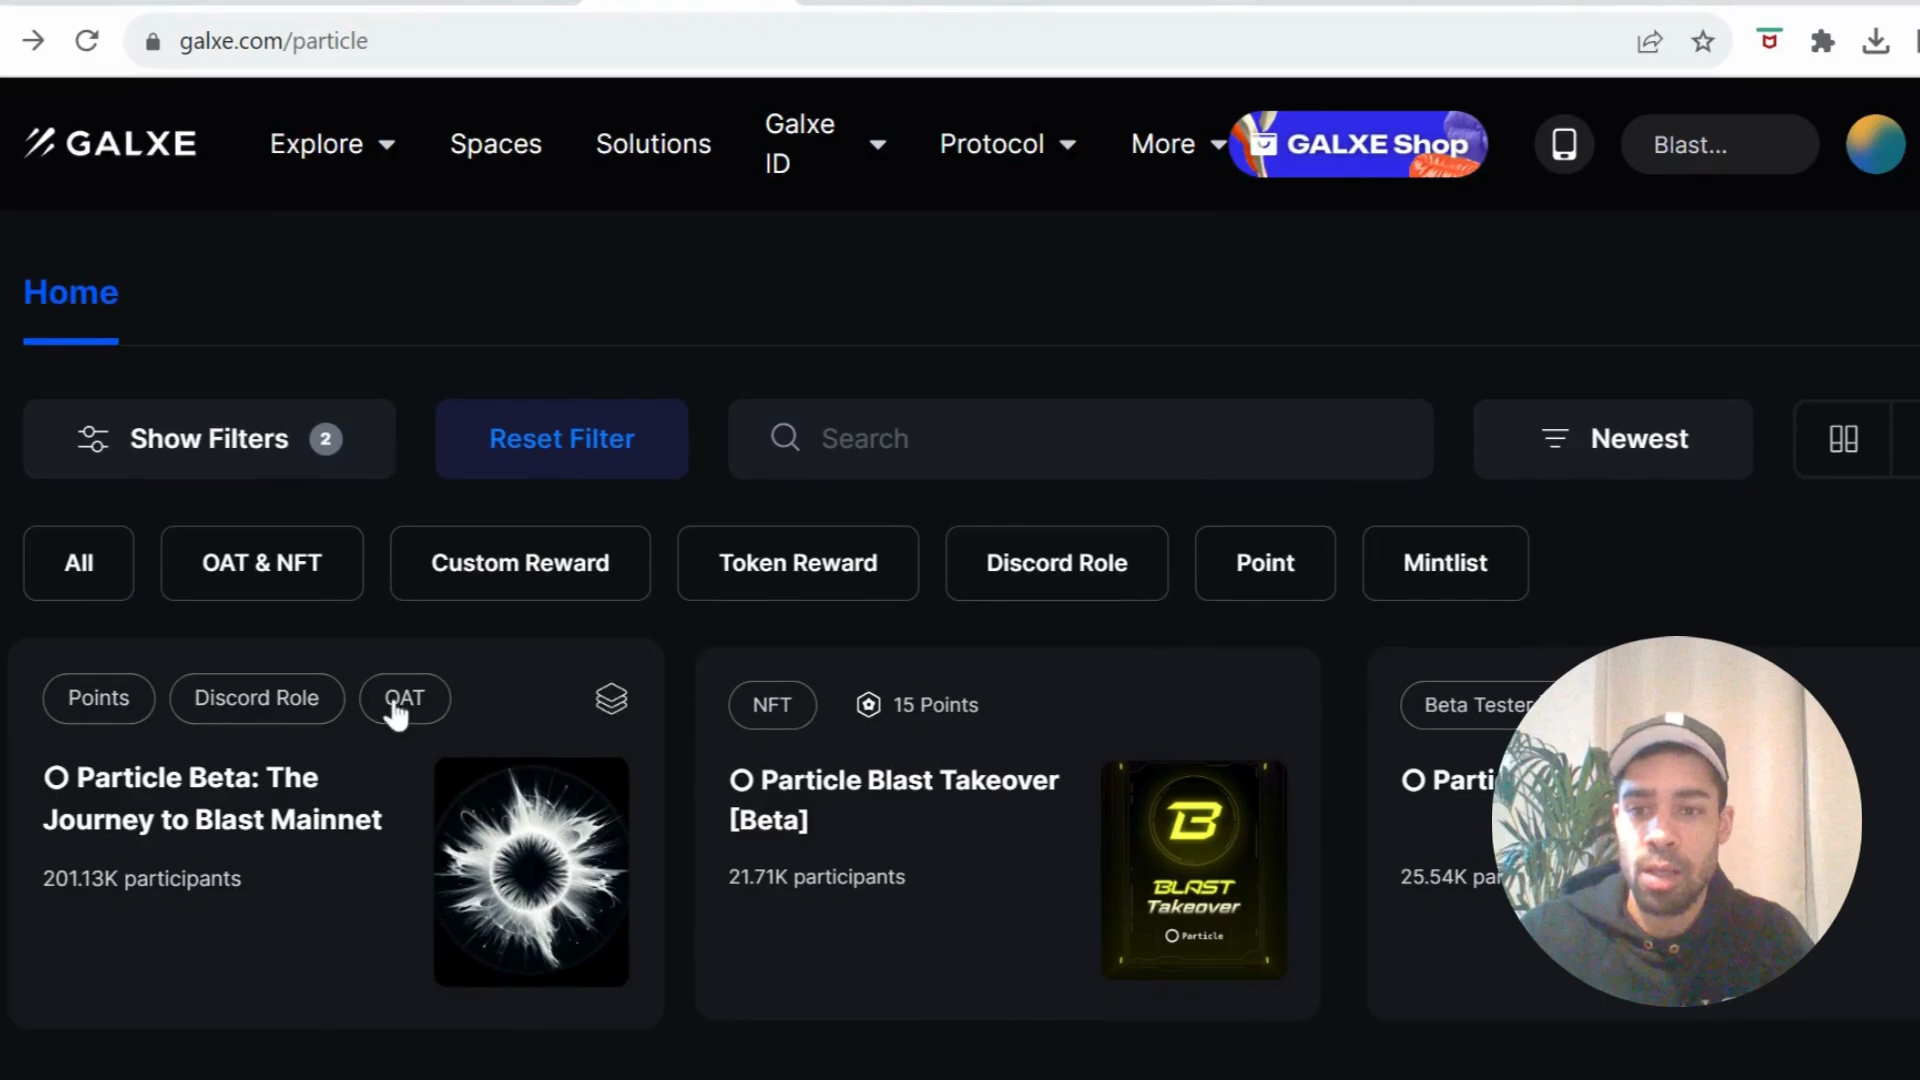 galxe.com/particle
GALXE
Explore
Spaces
Solutions
Galxe
ID
Protocol
More
GALXE Shop
Blast...
Home
Show Filters 2
Reset Filter
Search
Newest
All
OAT & NFT
Custom Reward
Token Reward
Discord Role
Point
Mintlist
Points
Discord Role
OAT
Particle Beta: The
Journey to Blast Mainnet
201.13K participants
NFT
15 Points
Particle Blast Takeover
[Beta]
21.71K participants
BLAST
Takeover
Particle
Beta Tester
Parti
25.54K par